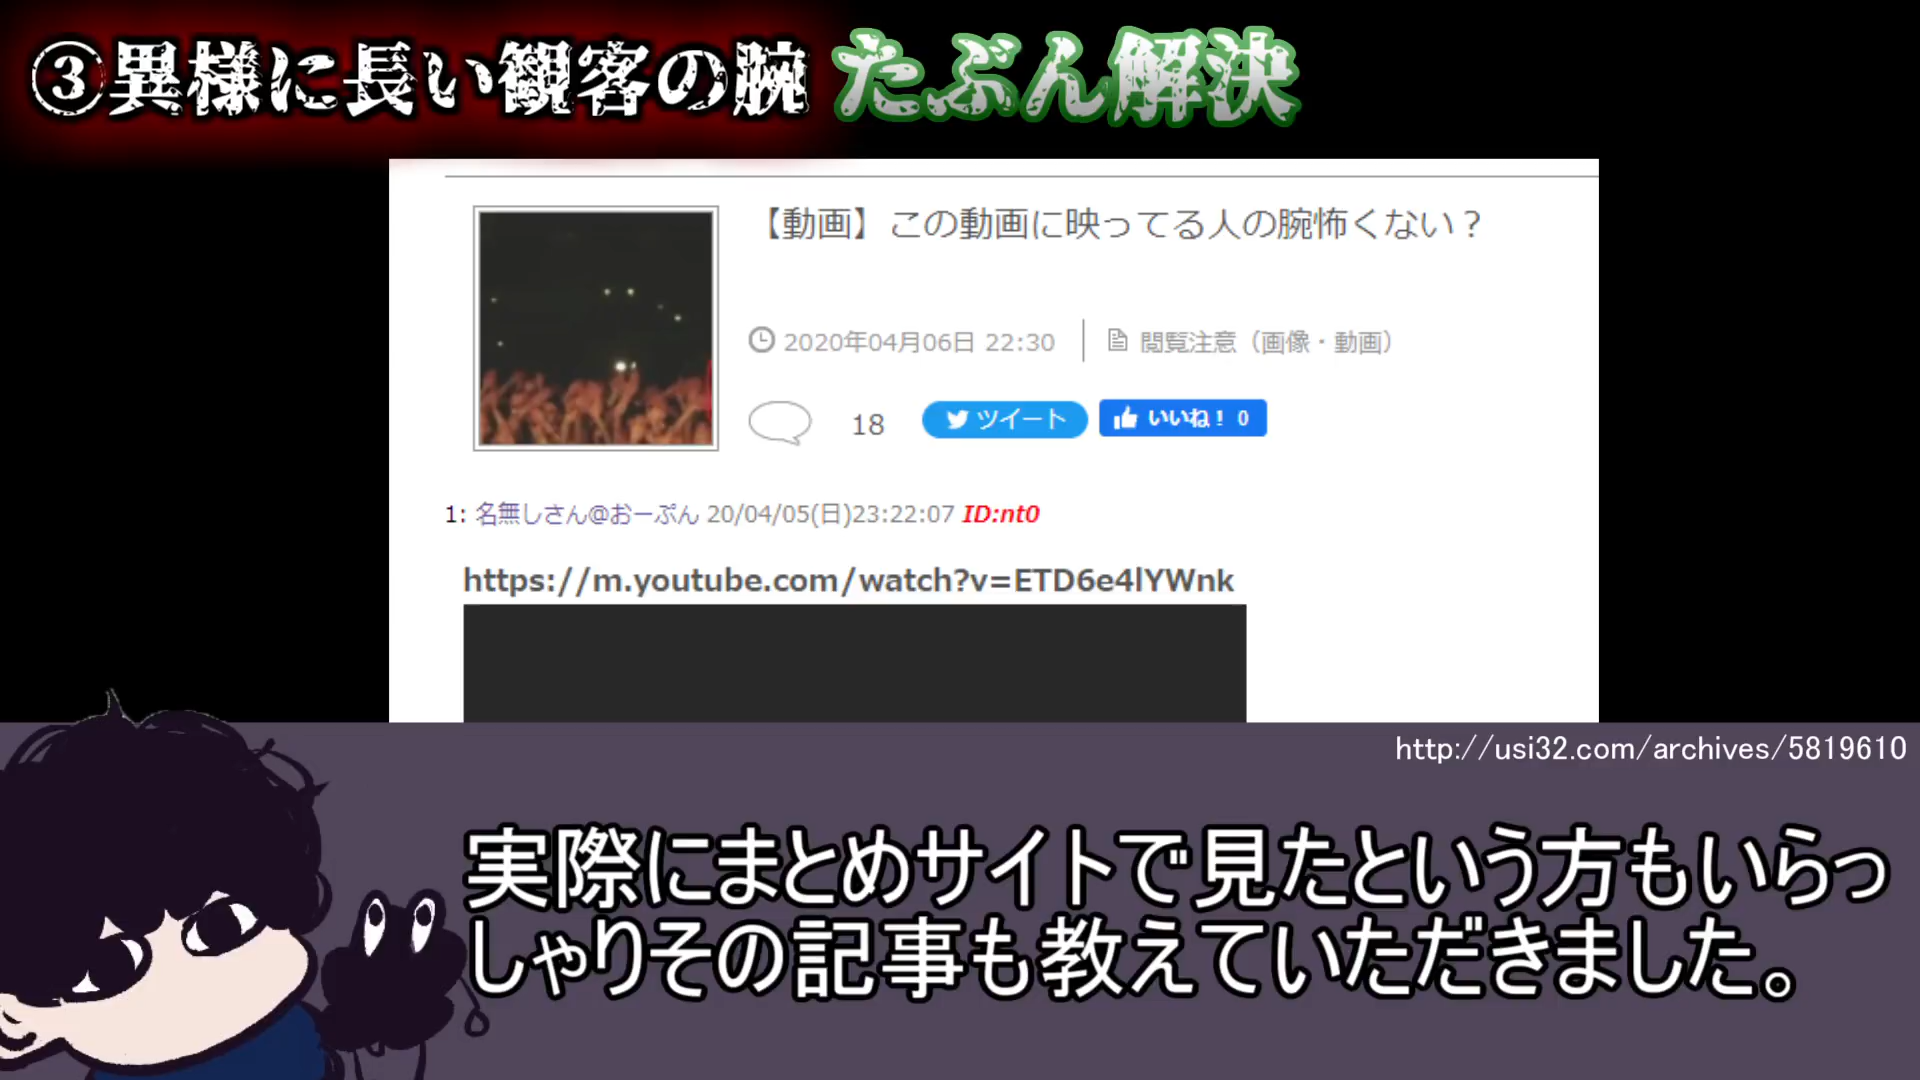 ③異様に長い観客の腕 たぶん解決
【動画】この動画に映ってる人の腕怖くない？
2020年04月06日 22:30 閲覧注意（画像・動画）
18 ツイート いいね！ 0
1: 名無しさん@おーぷん 20/04/05(日)23:22:07 ID:nt0
https://m.youtube.com/watch?v=ETD6e4lYWnk
http://usi32.com/archives/5819610
実際にまとめサイトで見たという方もいらっ
しゃりその記事も教えていただきました。